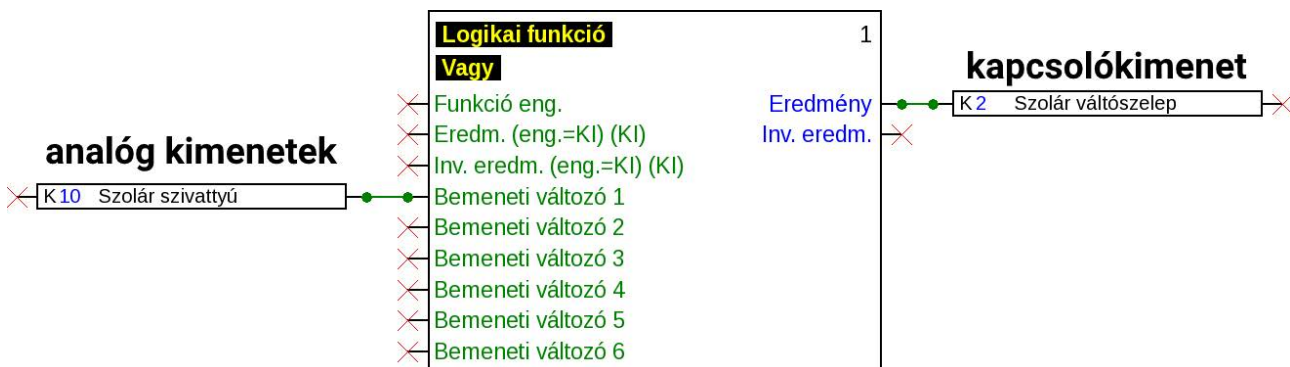 Logikai funkció 1
Vagy
kapcsolókimenet
Funkció eng. Eredmény K 2 Szolár váltószelep
Eredm. (eng.=KI) (KI) Inv. eredm.
analóg kimenetek
Inv. eredm. (eng.=KI) (KI)
K 10 Szolár szivattyú Bemeneti változó 1
Bemeneti változó 2
Bemeneti változó 3
Bemeneti változó 4
Bemeneti változó 5
Bemeneti változó 6